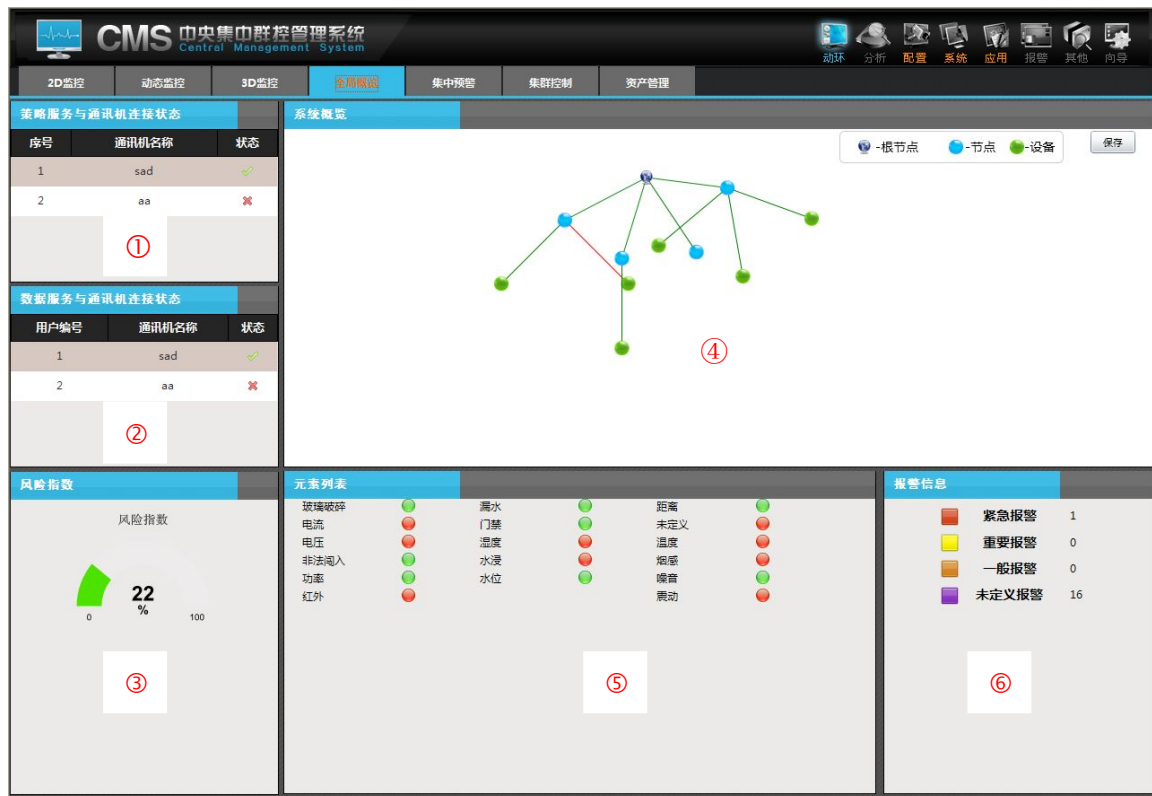 CMS 中央集中群控管理系统
Central Management System
动环 分析 配置 系统 应用 报警 其他 向导
2D监控 动态监控 3D监控 全局概览 集中预警 集群控制 资产管理
策略服务与通讯机连接状态
序号 通讯机名称 状态
1 sad
2 aa
①
数据服务与通讯机连接状态
用户编号 通讯机名称 状态
1 sad
2 aa
②
系统概览
-根节点 -节点 -设备 保存
④
风险指数
风险指数
22
%
0 100
③
元素列表
玻璃破碎 漏水 距离
电流 门禁 未定义
电压 湿度 温度
非法闯入 水浸 烟感
功率 水位 噪音
红外 震动
⑤
报警信息
紧急报警 1
重要报警 0
一般报警 0
未定义报警 16
⑥